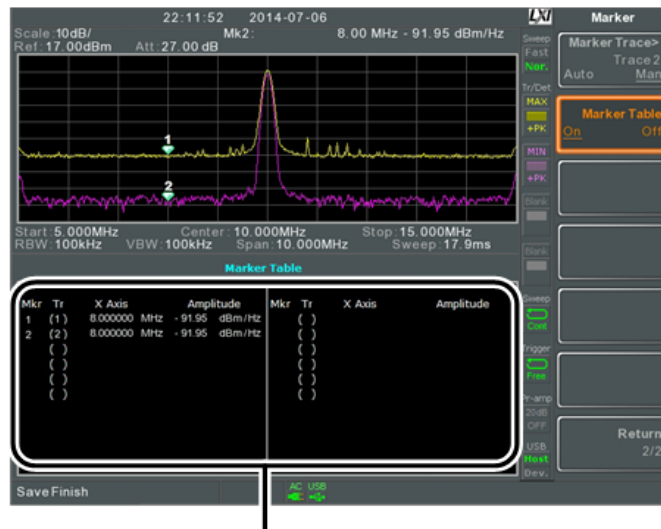 22:11:52 2014-07-06
LXI
Marker
Scale:10dB/ Mk2: 8.00 MHz - 91.95 dBm/Hz
Ref:17.00dBm Att:27.00 dB
Sweep
Fast
Nor.
Tr/Det
MAX
+PK
MIN
+PK
Blank
Blank
Sweep
Cont
Trigger
Free
Pr-amp
20dB
OFF
USB
Host
Dev.
Marker Trace>
Trace2
Auto Man
Marker Table
On Off
Return
2/2
1
2
Start:5.000MHz Center:10.000MHz Stop:15.000MHz
RBW:100kHz VBW:100kHz Span:10.000MHz Sweep:17.9ms
Marker Table
Mkr Tr X Axis Amplitude Mkr Tr X Axis Amplitude
1 (1) 8.000000 MHz - 91.95 dBm/Hz ( )
2 (2) 8.000000 MHz - 91.95 dBm/Hz ( )
( ) ( )
( ) ( )
( ) ( )
( ) ( )
Save Finish
AC USB